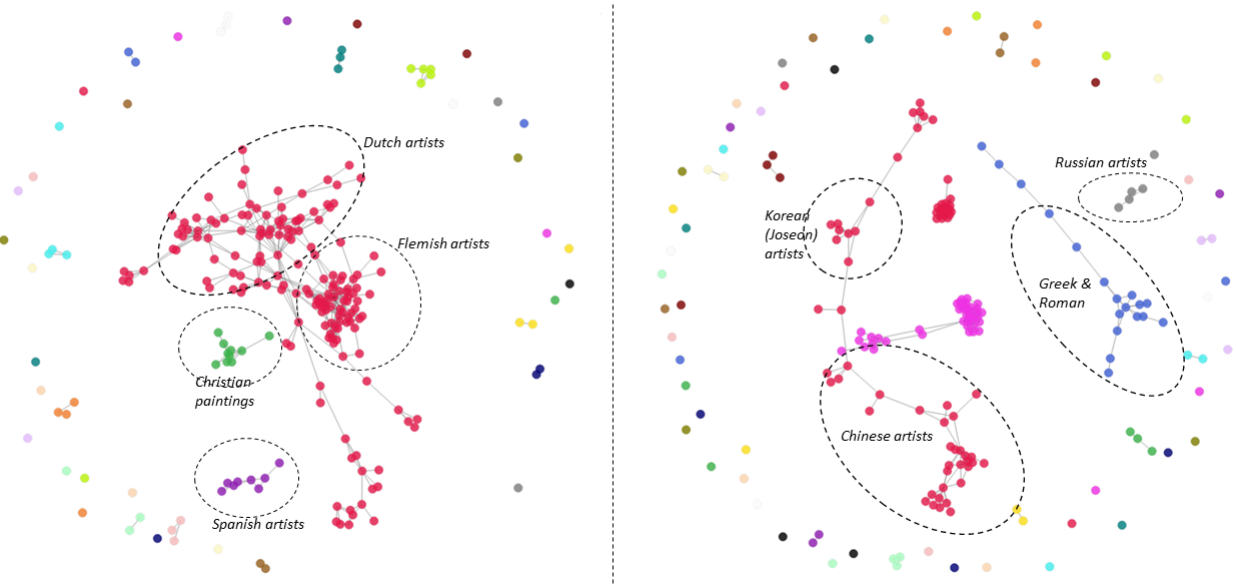 Dutch artists
Flemish artists
Christian
paintings
Spanish artists
Russian artists
Korean
(Joseon)
artists
Greek &
Roman
Chinese artists